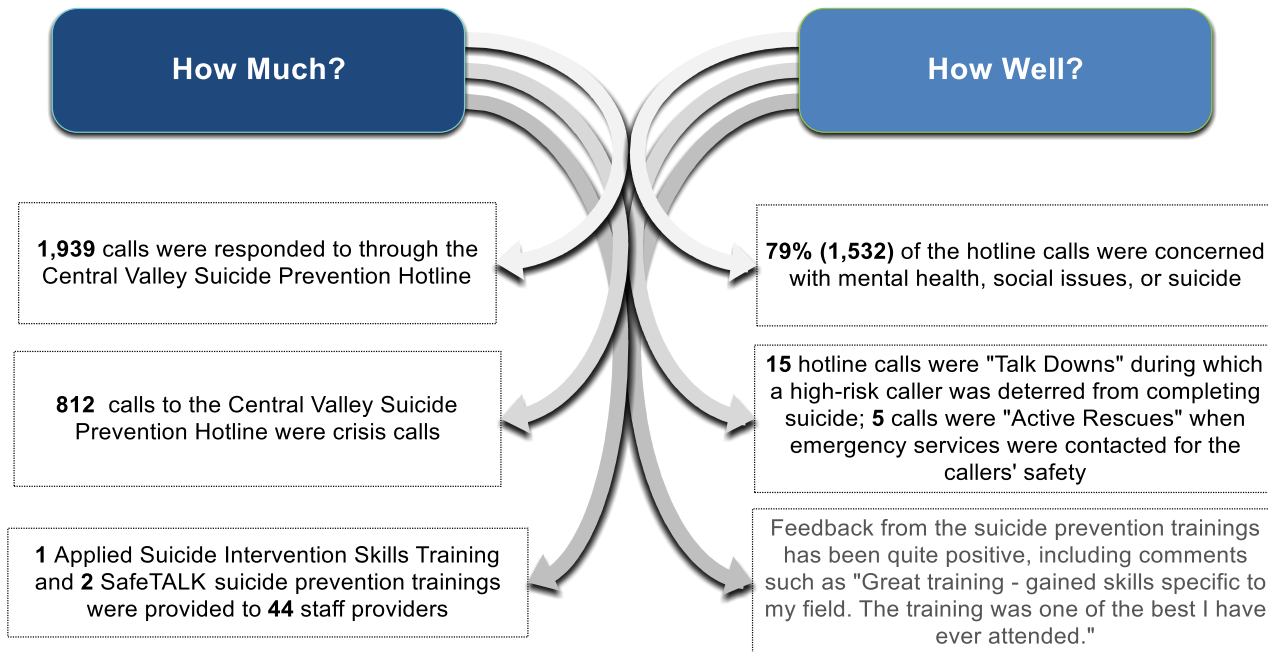 How Much?
How Well?
1,939 calls were responded to through the
Central Valley Suicide Prevention Hotline
79% (1,532) of the hotline calls were concerned
with mental health, social issues, or suicide
812 calls to the Central Valley Suicide
Prevention Hotline were crisis calls
15 hotline calls were "Talk Downs" during which
a high-risk caller was deterred from completing
suicide; 5 calls were "Active Rescues" when
emergency services were contacted for the
callers' safety
1 Applied Suicide Intervention Skills Training
and 2 SafeTALK suicide prevention trainings
were provided to 44 staff providers
Feedback from the suicide prevention trainings
has been quite positive, including comments
such as "Great training - gained skills specific to
my field. The training was one of the best I have
ever attended."